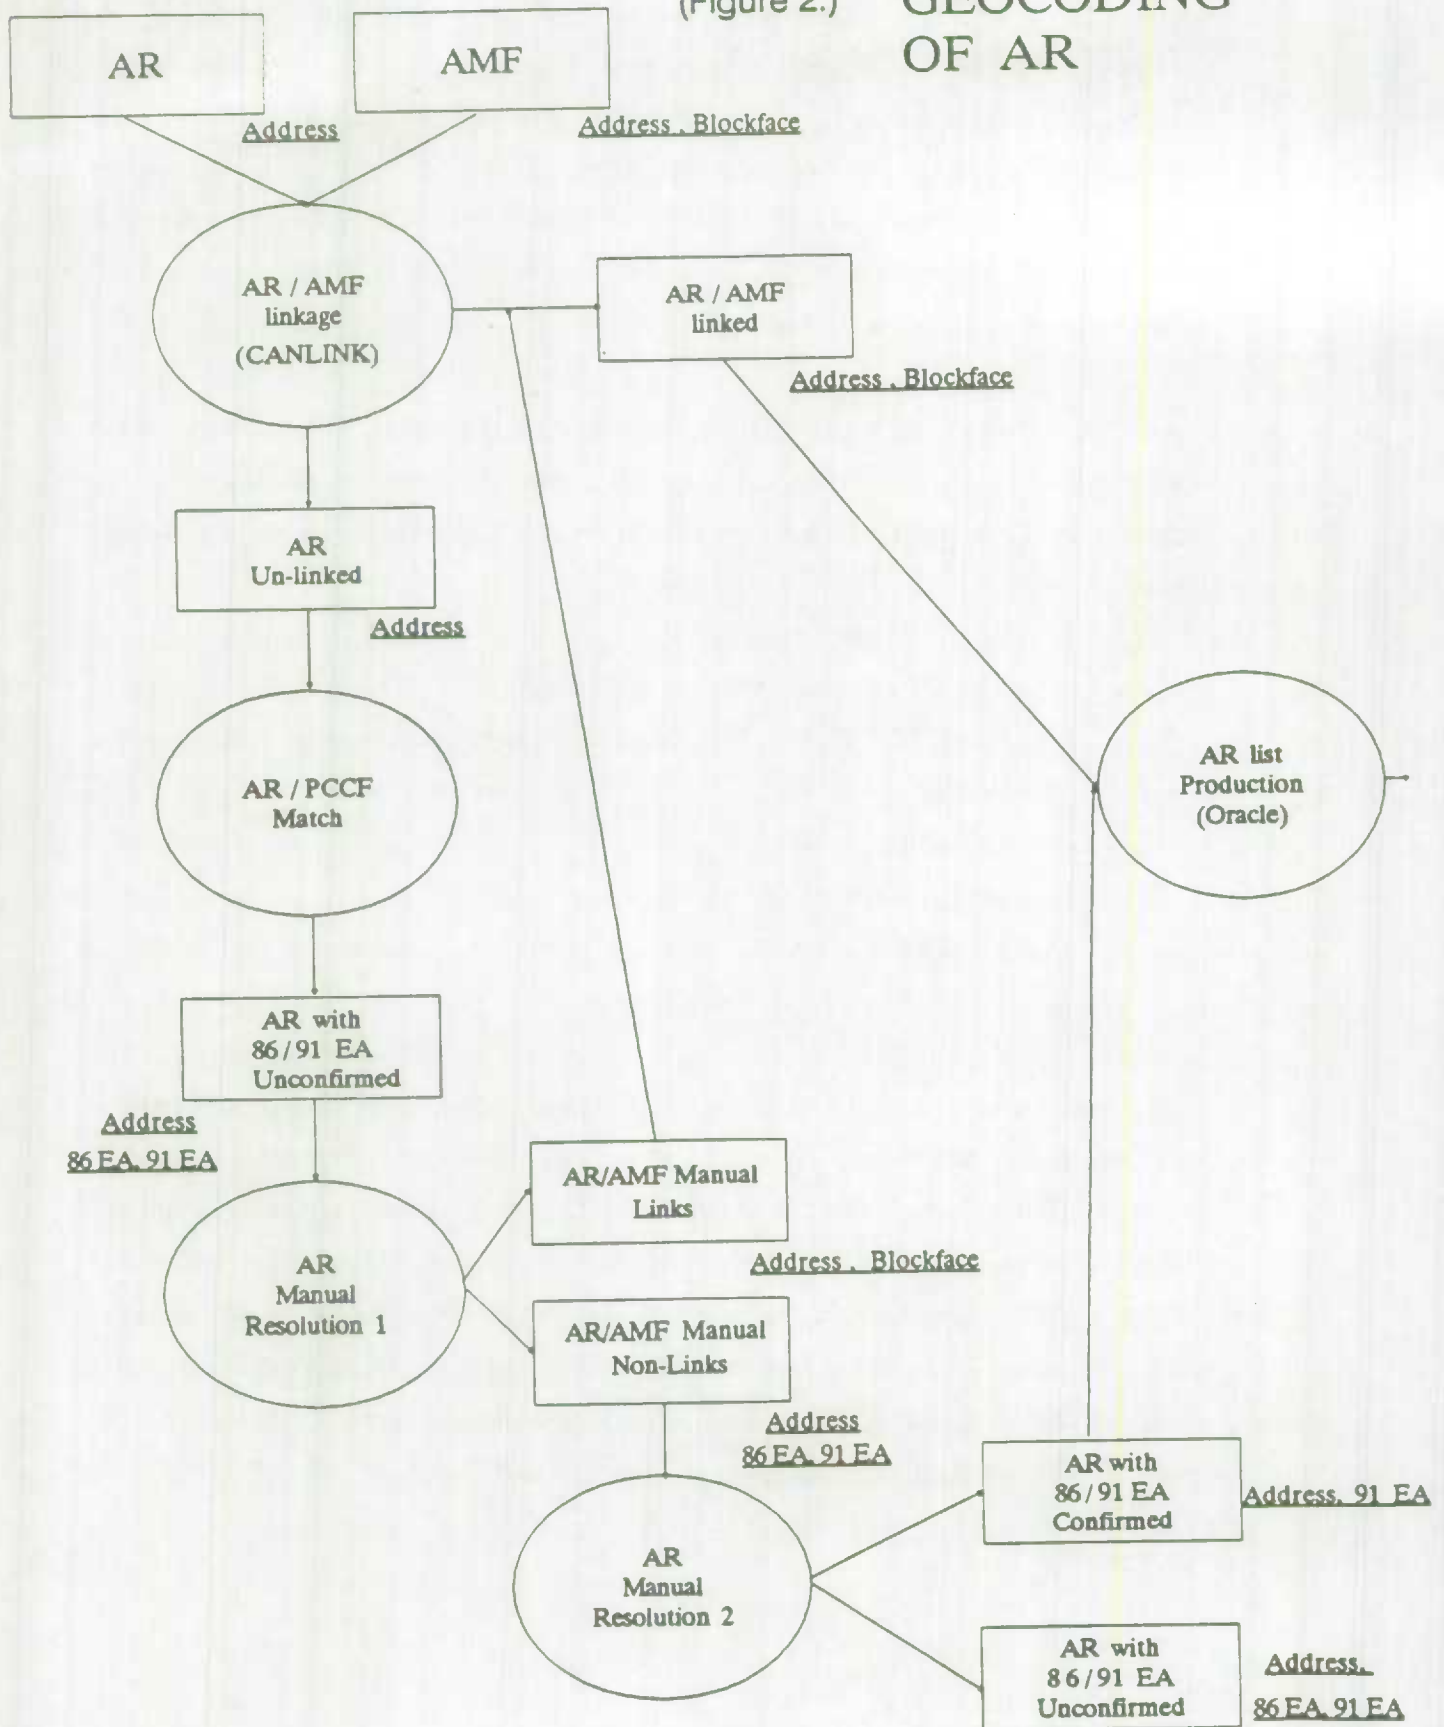 (Figure 2.)
GEOCODING
OF AR
AR
AMF
Address
Address , Blockface
AR / AMF
linkage
(CANLINK)
AR / AMF
linked
Address , Blockface
AR
Un-linked
Address
AR / PCCF
Match
AR list
Production
(Oracle)
AR with
86/91 EA
Unconfirmed
Address
86 EA, 91 EA
AR/AMF Manual
Links
Address , Blockface
AR
Manual
Resolution 1
AR/AMF Manual
Non-Links
Address
86 EA, 91 EA
AR with
86/91 EA
Confirmed
Address, 91 EA
AR
Manual
Resolution 2
AR with
86/91 EA
Unconfirmed
Address,
86 EA, 91 EA